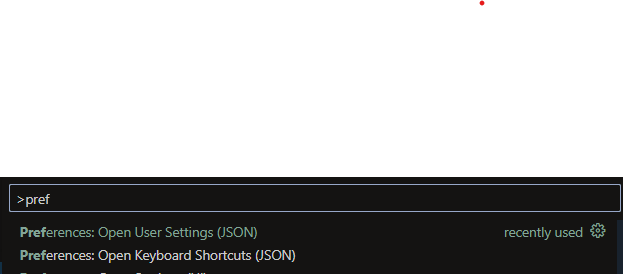 >pref
Preferences: Open User Settings (JSON) recently used
Preferences: Open Keyboard Shortcuts (JSON)